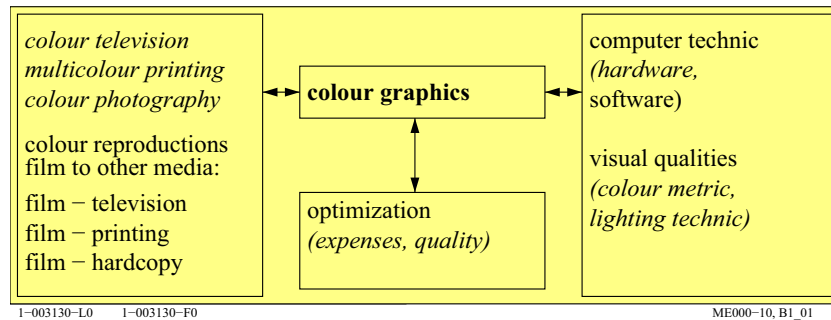 colour television
multicolour printing
colour photography
colour reproductions
film to other media:
film − television
film − printing
film − hardcopy
colour graphics
optimization
(expenses, quality)
computer technic
(hardware,
software)
visual qualities
(colour metric,
lighting technic)
1−003130−L0 1−003130−F0
ME000−10, B1_01